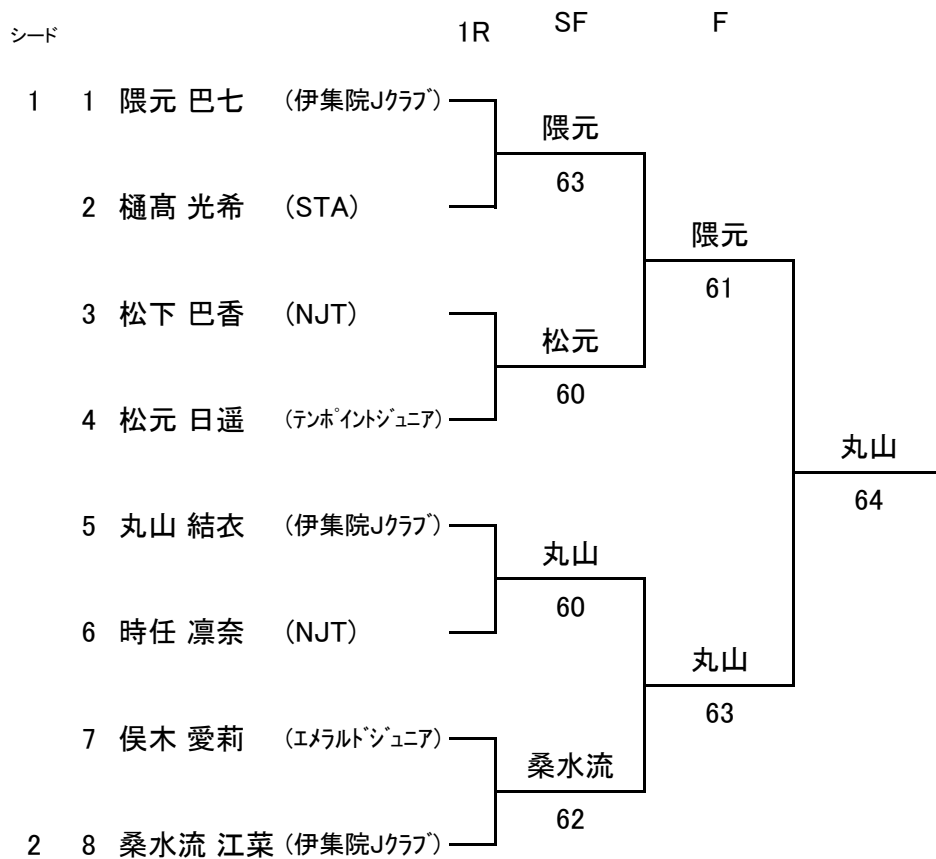 シード 1R SF F
1 1 隈元 巴七 (伊集院Jｸﾗﾌﾞ)
隈元
63
2 樋髙 光希 (STA)
隈元
61
3 松下 巴香 (NJT)
松元
60
4 松元 日遥 (ﾃﾝﾎﾟｲﾝﾄｼﾞｭﾆｱ)
丸山
64
5 丸山 結衣 (伊集院Jｸﾗﾌﾞ)
丸山
60
6 時任 凛奈 (NJT)
丸山
63
7 俣木 愛莉 (ｴﾒﾗﾙﾄﾞｼﾞｭﾆｱ)
桑水流
62
2 8 桑水流 江菜 (伊集院Jｸﾗﾌﾞ)